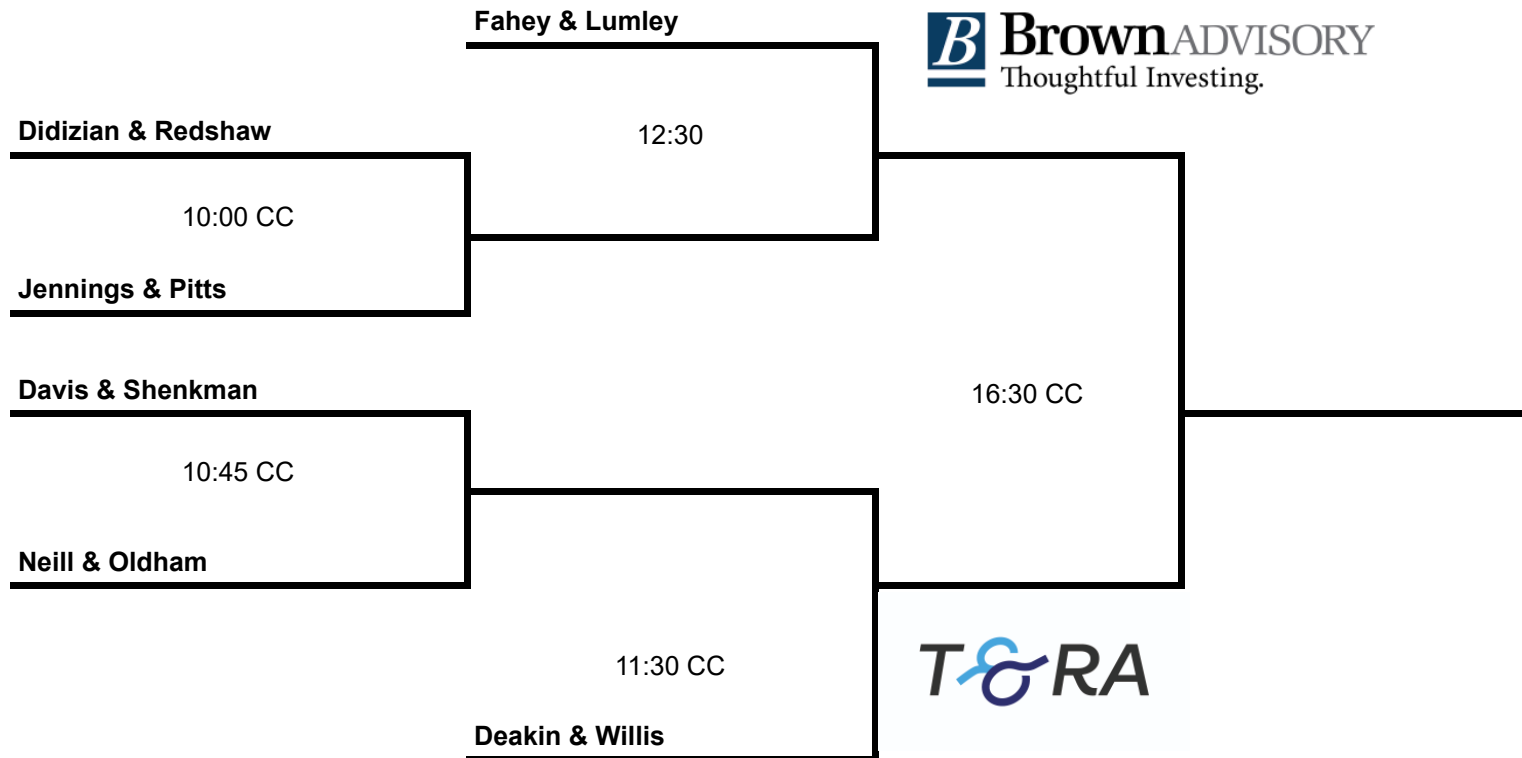 Fahey & Lumley
B BROWN ADVISORY
Thoughtful Investing.
Didizian & Redshaw
12:30
10:00 CC
Jennings & Pitts
Davis & Shenkman
16:30 CC
10:45 CC
Neill & Oldham
11:30 CC
T&RA
Deakin & Willis